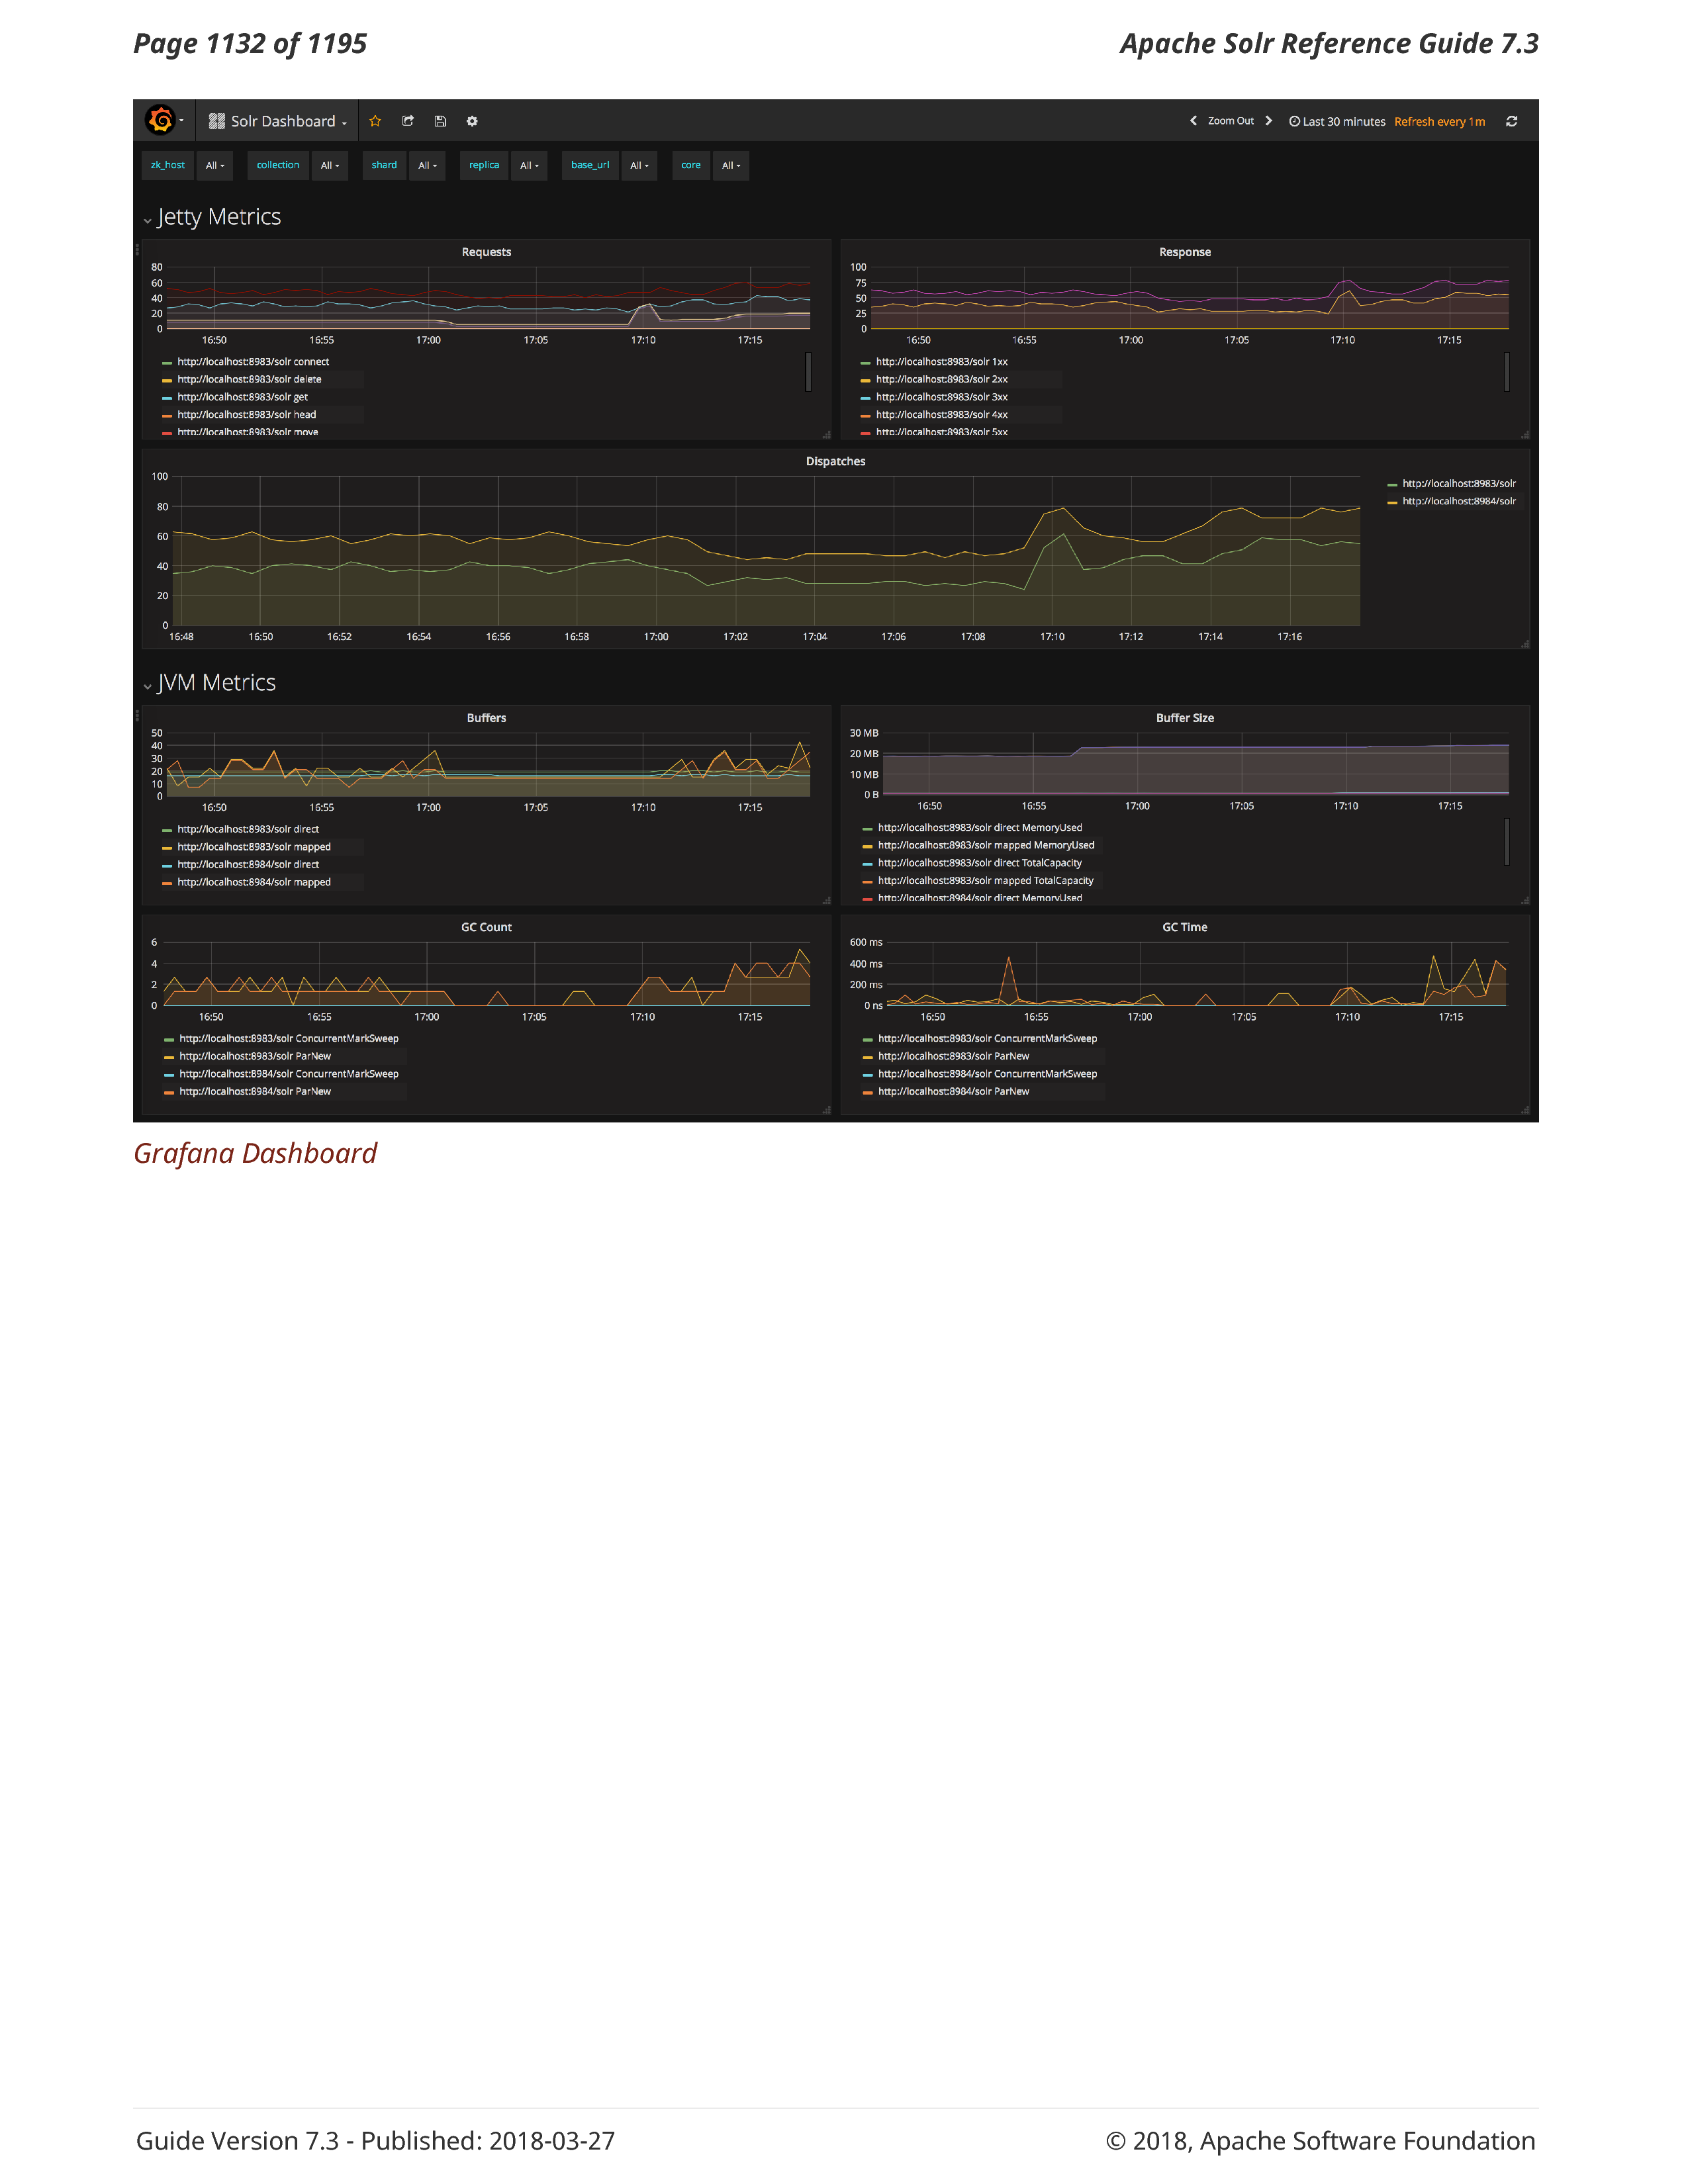 Page 1132 of 1195 Apache Solr Reference Guide 7.3
Solr Dashboard Zoom Out Last 30 minutes Refresh every 1m
zk_host All collection All shard All replica All base_url All core All
Jetty Metrics
Requests
80
60
40
20
0
16:50 16:55 17:00 17:05 17:10 17:15
http://localhost:8983/solr connect
http://localhost:8983/solr delete
http://localhost:8983/solr get
http://localhost:8983/solr head
http://localhost:8983/solr move
Response
100
75
50
25
0
16:50 16:55 17:00 17:05 17:10 17:15
http://localhost:8983/solr 1xx
http://localhost:8983/solr 2xx
http://localhost:8983/solr 3xx
http://localhost:8983/solr 4xx
http://localhost:8983/solr 5xx
Dispatches
100
80
60
40
20
0
16:48 16:50 16:52 16:54 16:56 16:58 17:00 17:02 17:04 17:06 17:08 17:10 17:12 17:14 17:16
http://localhost:8983/solr
http://localhost:8984/solr
JVM Metrics
Buffers
50
40
30
20
10
0
16:50 16:55 17:00 17:05 17:10 17:15
http://localhost:8983/solr direct
http://localhost:8983/solr mapped
http://localhost:8984/solr direct
http://localhost:8984/solr mapped
Buffer Size
30 MB
20 MB
10 MB
0 B
16:50 16:55 17:00 17:05 17:10 17:15
http://localhost:8983/solr direct MemoryUsed
http://localhost:8983/solr mapped MemoryUsed
http://localhost:8983/solr direct TotalCapacity
http://localhost:8983/solr mapped TotalCapacity
http://localhost:8984/solr direct MemoryUsed
GC Count
6
4
2
0
16:50 16:55 17:00 17:05 17:10 17:15
http://localhost:8983/solr ConcurrentMarkSweep
http://localhost:8983/solr ParNew
http://localhost:8984/solr ConcurrentMarkSweep
http://localhost:8984/solr ParNew
GC Time
600 ms
400 ms
200 ms
0 ns
16:50 16:55 17:00 17:05 17:10 17:15
http://localhost:8983/solr ConcurrentMarkSweep
http://localhost:8983/solr ParNew
http://localhost:8984/solr ConcurrentMarkSweep
http://localhost:8984/solr ParNew
Grafana Dashboard
Guide Version 7.3 - Published: 2018-03-27 © 2018, Apache Software Foundation